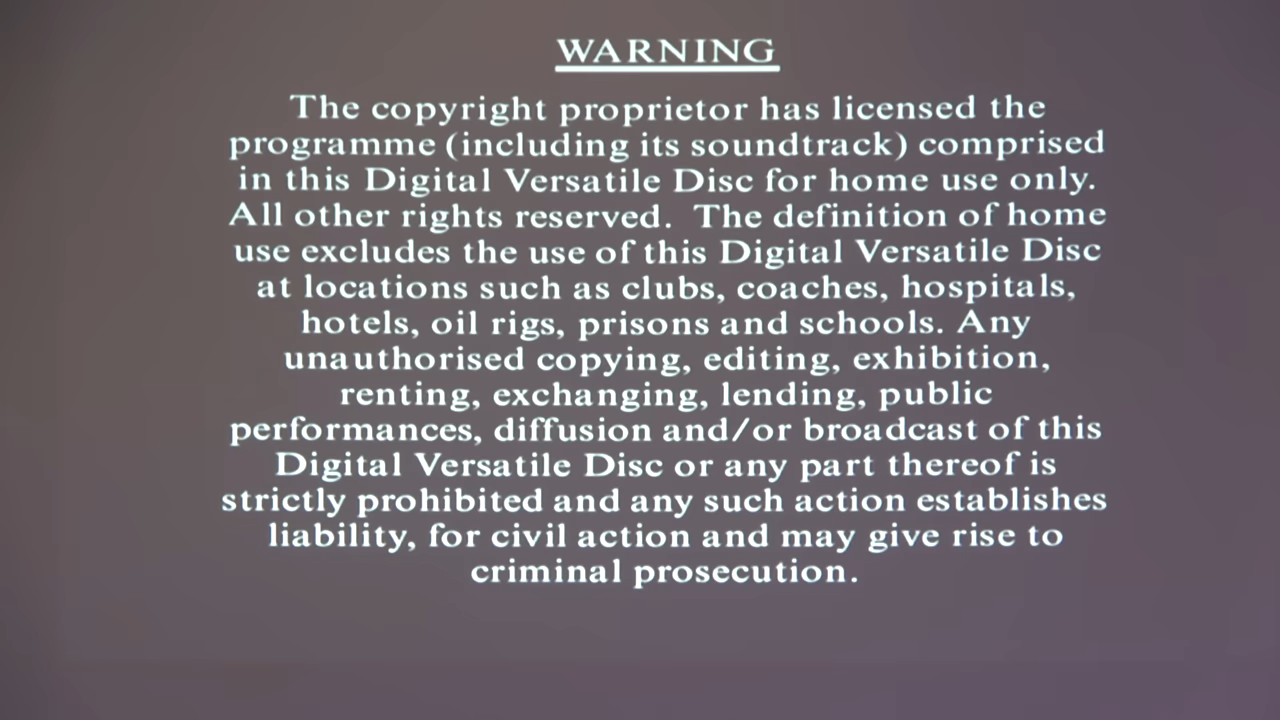 WARNING
The copyright proprietor has licensed the
programme (including its soundtrack) comprised
in this Digital Versatile Disc for home use only.
All other rights reserved. The definition of home
use excludes the use of this Digital Versatile Disc
at locations such as clubs, coaches, hospitals,
hotels, oil rigs, prisons and schools. Any
unauthorised copying, editing, exhibition,
renting, exchanging, lending, public
performances, diffusion and/or broadcast of this
Digital Versatile Disc or any part thereof is
strictly prohibited and any such action establishes
liability, for civil action and may give rise to
criminal prosecution.